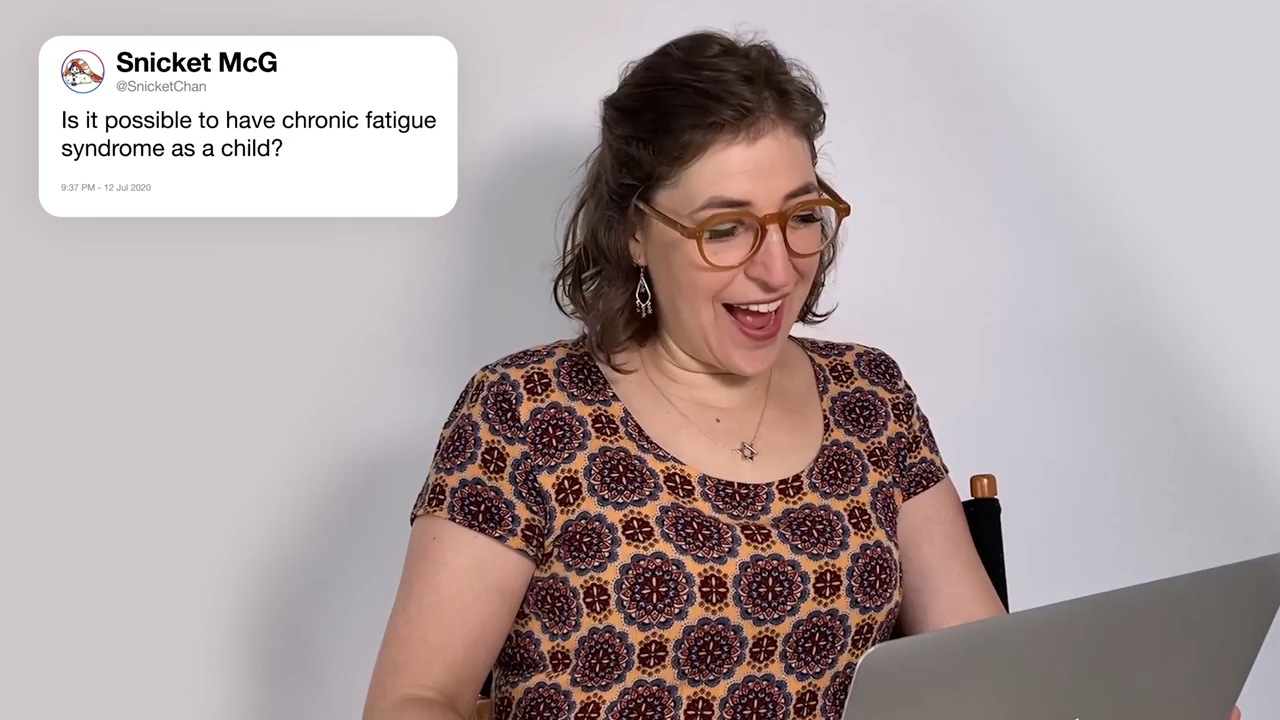 Snicket McG
@SnicketChan
Is it possible to have chronic fatigue
syndrome as a child?
9:37 PM - 12 Jul 2020